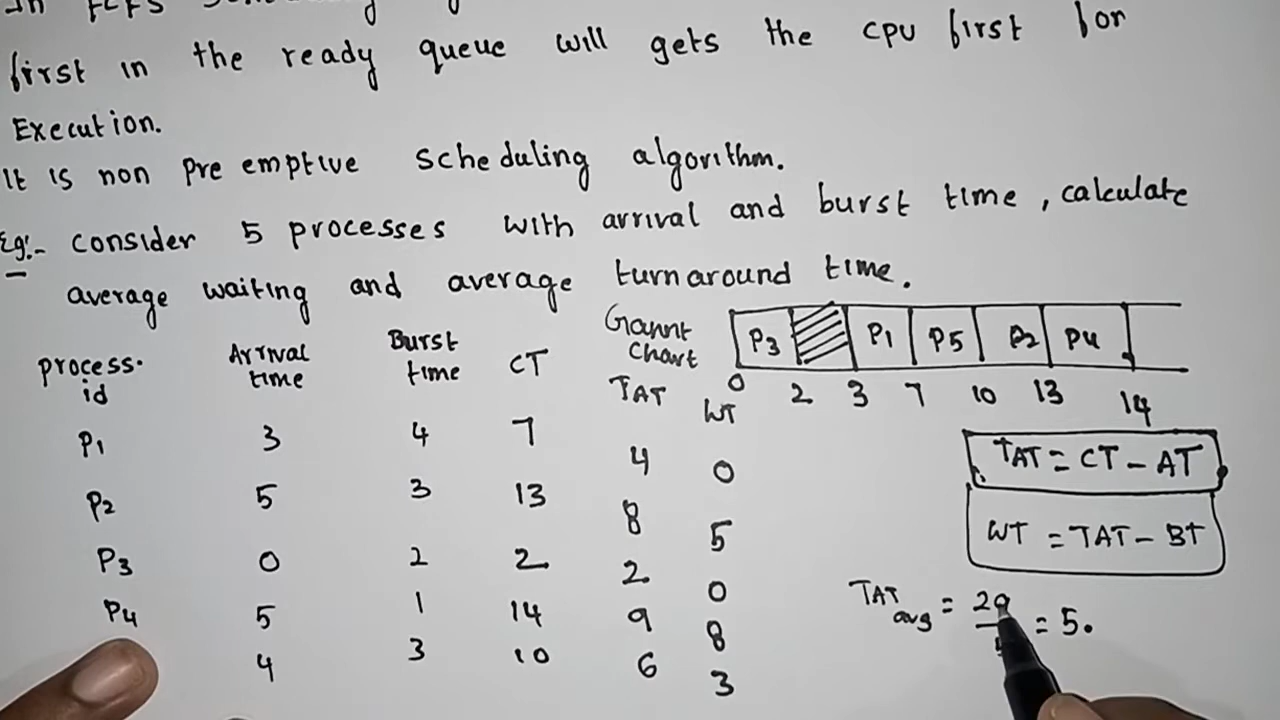 In FCFS
first in the ready queue will gets the cpu first for
Execution.
It is non pre emptive scheduling algorithm.
Eg:- consider 5 processes with arrival and burst time, calculate
average waiting and average turnaround time.
process. id Arrival time Burst time CT TAT WT
P1 3 4 7 4 0
P2 5 3 13 8 5
P3 0 2 2 2 0
P4 5 1 14 9 8
4 3 10 6 3
Gannt chart
P3 P1 P5 P2 P4
0 2 3 7 10 13 14
TAT = CT - AT
WT = TAT - BT
TAT avg = 29 = 5.